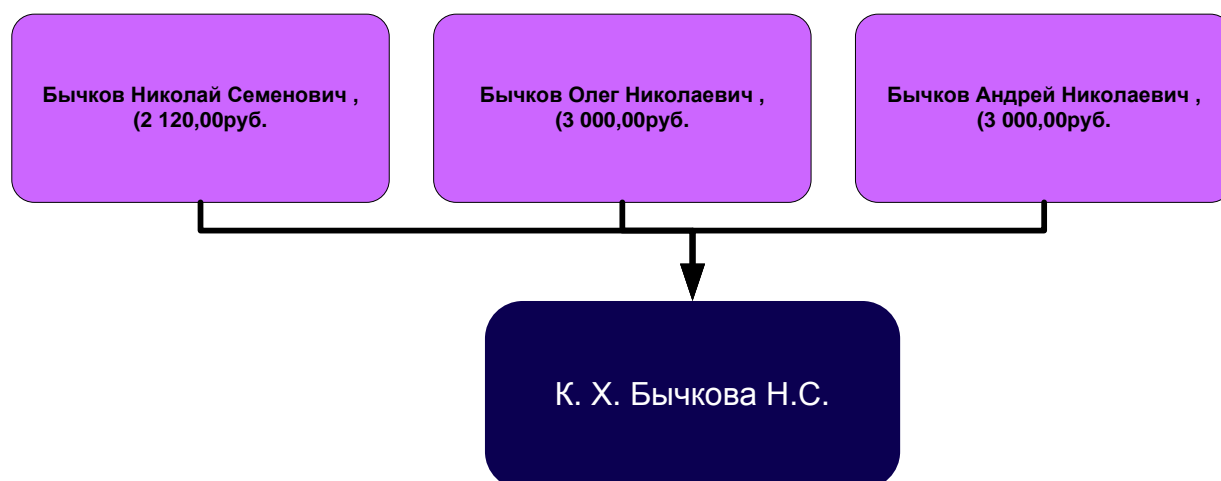 Бычков Николай Семенович ,
(2 120,00руб.
Бычков Олег Николаевич ,
(3 000,00руб.
Бычков Андрей Николаевич ,
(3 000,00руб.
К. Х. Бычкова Н.С.